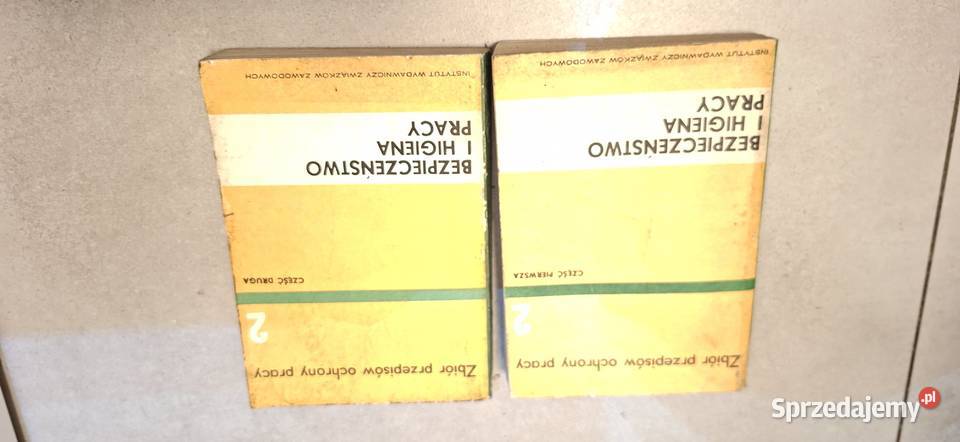 Zbiór przepisów ochrony pracy
2
CZĘŚĆ PIERWSZA
BEZPIECZEŃSTWO
I HIGIENA
PRACY
INSTYTUT WYDAWNICZY ZWIĄZKÓW ZAWODOWYCH
Zbiór przepisów ochrony pracy
2
CZĘŚĆ DRUGA
BEZPIECZEŃSTWO
I HIGIENA
PRACY
INSTYTUT WYDAWNICZY ZWIĄZKÓW ZAWODOWYCH
Sprzedajemy.pl